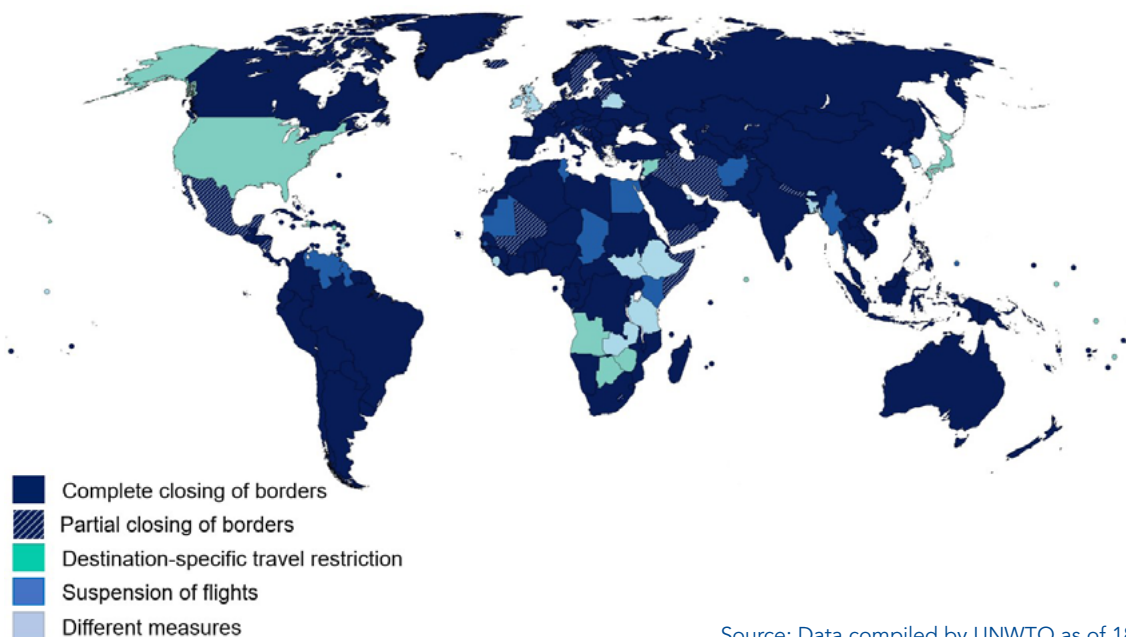 Complete closing of borders
Partial closing of borders
Destination-specific travel restriction
Suspension of flights
Different measures
Source: Data compiled by UNWTO as of